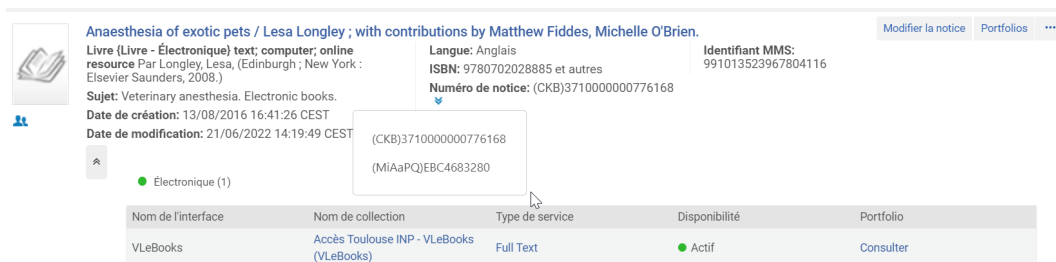 Anaesthesia of exotic pets / Lesa Longley ; with contributions by Matthew Fiddes, Michelle O'Brien.
Modifier la notice Portfolios ...
Livre {Livre - Électronique} text; computer; online
resource Par Longley, Lesa, (Edinburgh ; New York :
Elsevier Saunders, 2008.)
Sujet: Veterinary anesthesia. Electronic books.
Date de création: 13/08/2016 16:41:26 CEST
Date de modification: 21/06/2022 14:19:49 CEST
Langue: Anglais
ISBN: 9780702028885 et autres
Numéro de notice: (CKB)3710000000776168
Identifiant MMS:
991013523967804116
(CKB)3710000000776168
(MiAaPQ)EBC4683280
Électronique (1)
Nom de l'interface Nom de collection Type de service Disponibilité Portfolio
VLeBooks Accès Toulouse INP - VLeBooks Full Text Actif Consulter
(VLeBooks)